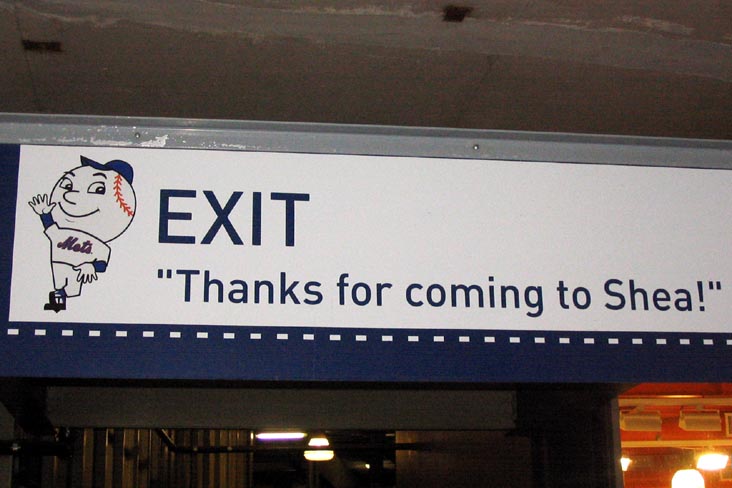 EXIT
Mets
"Thanks for coming to Shea!"